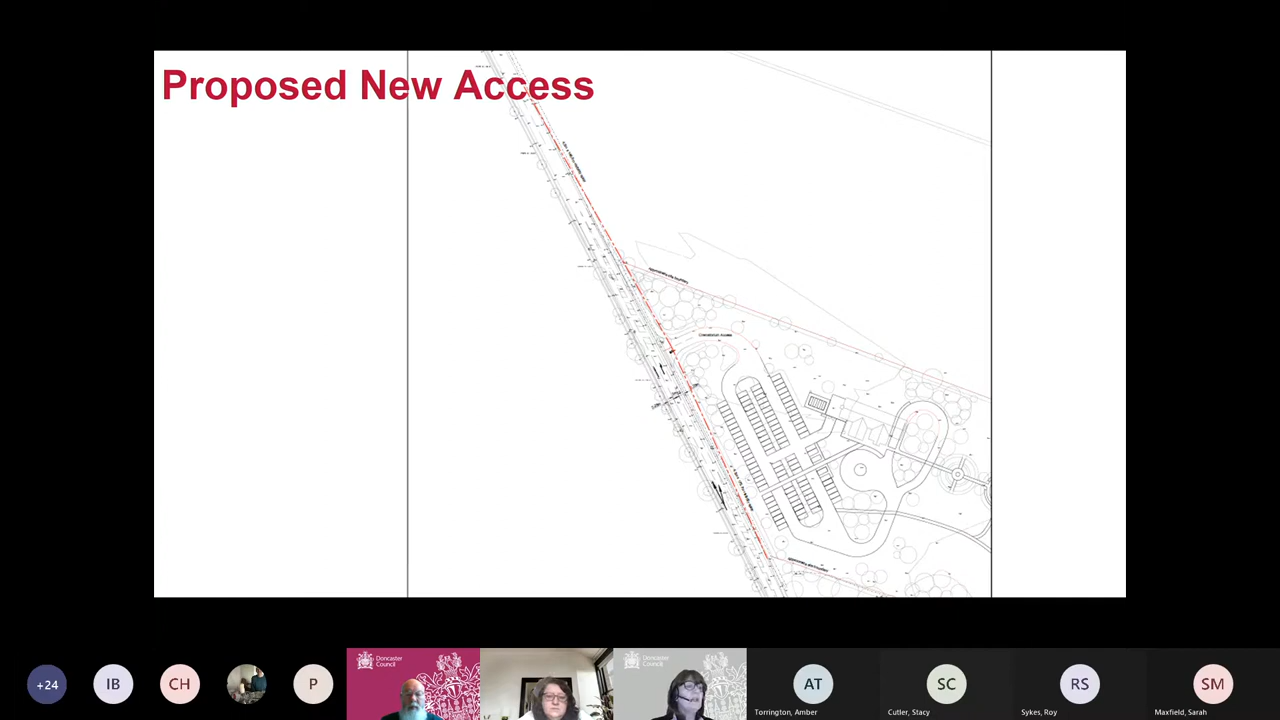 Proposed New Access
+24
IB
CH
P
Doncaster
Council
Doncaster
Council
AT
Torrington, Amber
SC
Cutler, Stacy
RS
Sykes, Roy
SM
Maxfield, Sarah